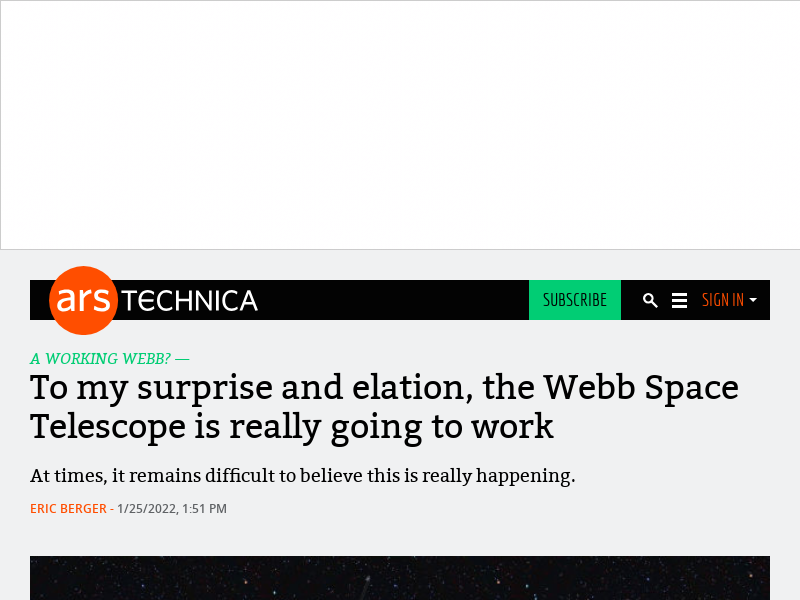 ars TECHNICA
SUBSCRIBE
SIGN IN
A WORKING WEBB? —
To my surprise and elation, the Webb Space
Telescope is really going to work
At times, it remains difficult to believe this is really happening.
ERIC BERGER - 1/25/2022, 1:51 PM